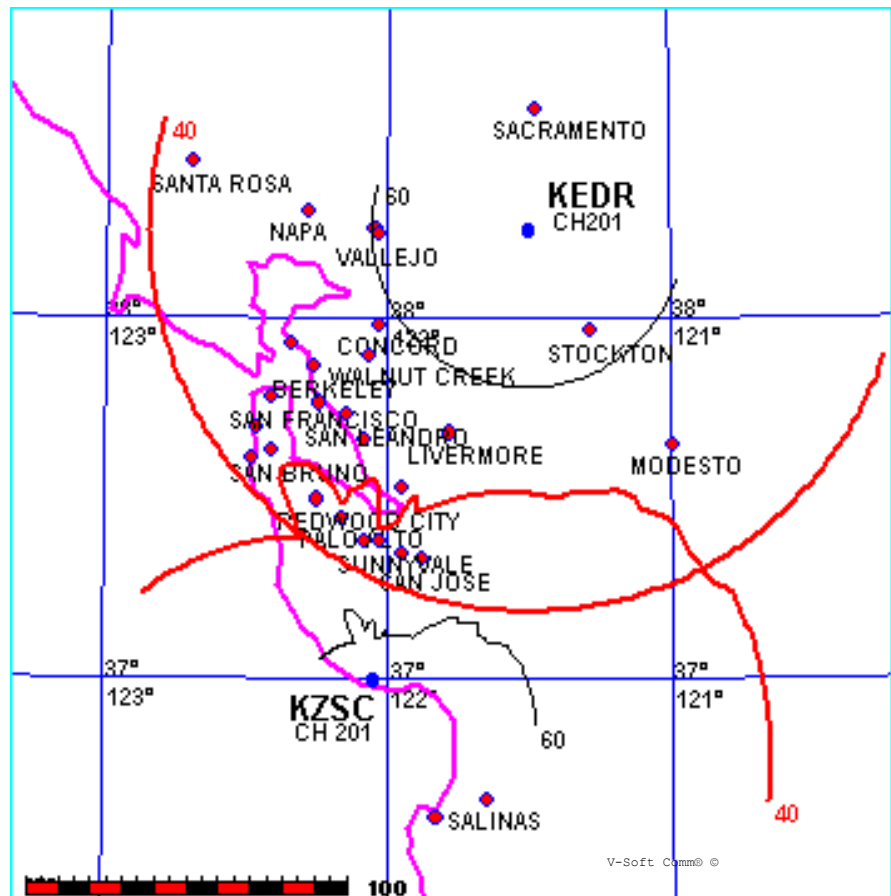 40
SACRAMENTO
SANTA ROSA
60
KEDR
CH201
NAPA
VALLEJO
38°
123°
38°
122°
38°
121°
CONCORD
STOCKTON
WALNUT CREEK
BERKELEY
SAN FRANCISCO
SAN LEANDRO
LIVERMORE
MODESTO
SAN BRUNO
REDWOOD CITY
PALO ALTO
SUNNYVALE
SAN JOSE
37°
123°
37°
122°
37°
121°
KZSC
CH 201
60
40
SALINAS
V-Soft Comm® ©
100